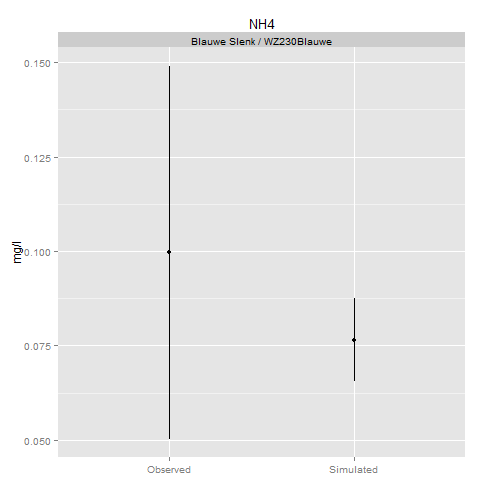 NH4
Blauwe Slenk / WZ230Blauwe
0.150
0.125
0.100
0.075
0.050
mg/l
Observed
Simulated